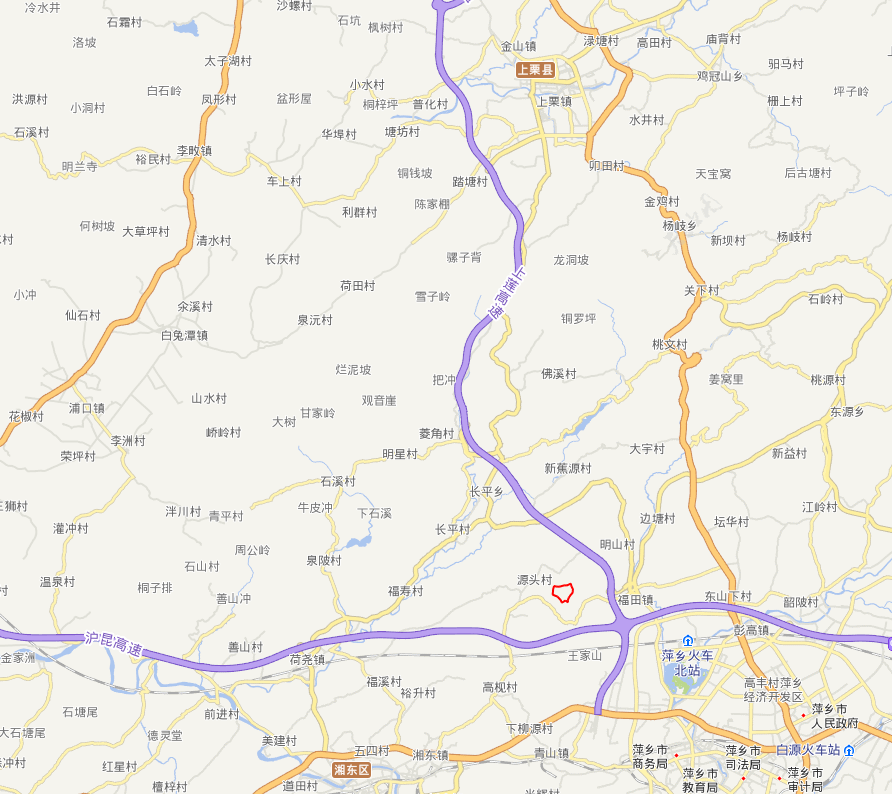 冷水井
石霜村
洛坡
沙螺村
石坑
枫树村
金山镇
渌塘村
高田村
庙背村
驲马村
太子湖村
白石岭
上栗县
鸡冠山乡
坪子岭
洪源村
小洞村
凤形村
盆形屋
小水村
桐梓坪
普化村
上栗镇
栅上村
水井村
石溪村
华埠村
塘坊村
明兰寺
裕民村
李畋镇
车上村
铜钱坡
踏塘村
卯田村
天宝窝
后古塘村
利群村
陈家棚
金鸡村
杨岐乡
何树坡
大草坪村
清水村
新坝村
杨岐村
长庆村
骡子背
龙洞坡
上莲高速
小冲
荷田村
雪子岭
关下村
石岭村
仙石村
余溪村
泉沅村
铜罗坪
白兔潭镇
桃文村
烂泥坡
把冲
佛溪村
姜窝里
桃源村
花椒村
浦口镇
山水村
观音崖
甘家岭
大树
东源乡
李洲村
峤岭村
菱角村
荣坪村
明星村
大宇村
新益村
新蕉源村
石溪村
长平乡
王狮村
泮川村
青平村
牛皮冲
下石溪
江岭村
灌冲村
长平村
边塘村
坛华村
周公岭
泉陂村
明山村
石山村
温泉村
桐子排
善山冲
福寿村
源头村
福田镇
东山下村
韶陂村
沪昆高速
善山村
荷尧镇
彭高镇
金家洲
王家山
萍乡火车
北站
福溪村
裕升村
高枧村
高丰村萍乡
经济开发区
石塘尾
前进村
萍乡市
人民政府
大石塘尾
德灵堂
美建村
五四村
湘东镇
下柳源村
青山镇
萍乡市
商务局
萍乡市
司法局
白源火车站
红星村
湘东区
萍乡市
教育局
萍乡市
审计局
檀梓村
道田村